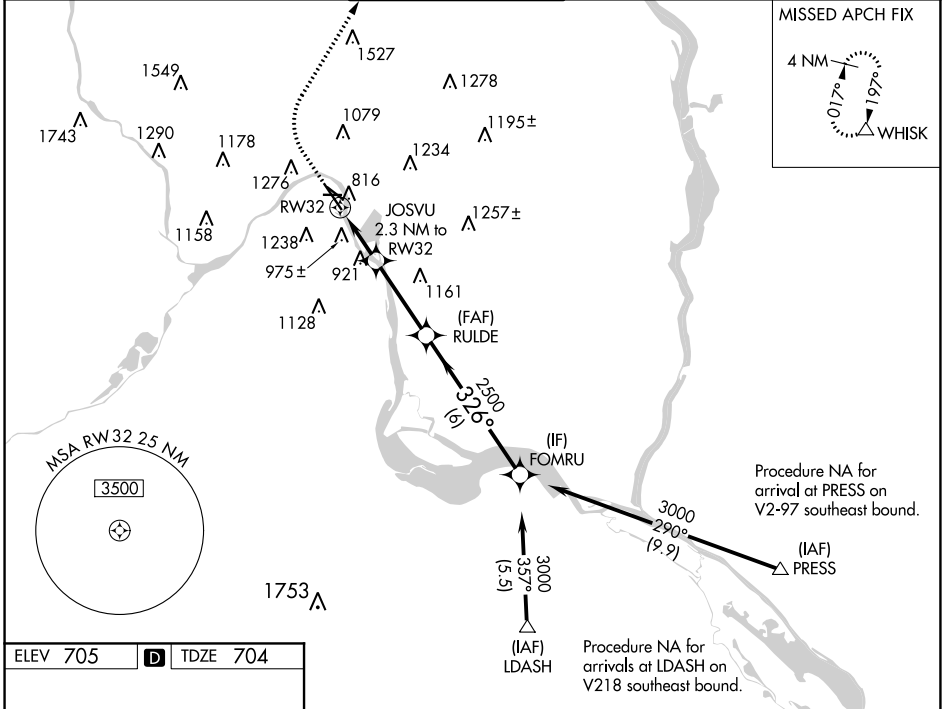 MISSED APCH FIX
4 NM
017°
197°
WHISK
1527
1549
1278
1743
1290
1178
1079
1195±
1234
1276
816
RW32
JOSVU
2.3 NM to
RW32
1158
1238
1257±
975±
921
1161
1128
(FAF)
RULDE
2500
326°
(6)
(IF)
FOMRU
MSA RW32 25 NM
3500
Procedure NA for
arrival at PRESS on
V2-97 southeast bound.
3000
290°
(9.9)
(IAF)
PRESS
3000
357°
(5.5)
1753
(IAF)
LDASH
Procedure NA for
arrivals at LDASH on
V218 southeast bound.
ELEV 705 D TDZE 704